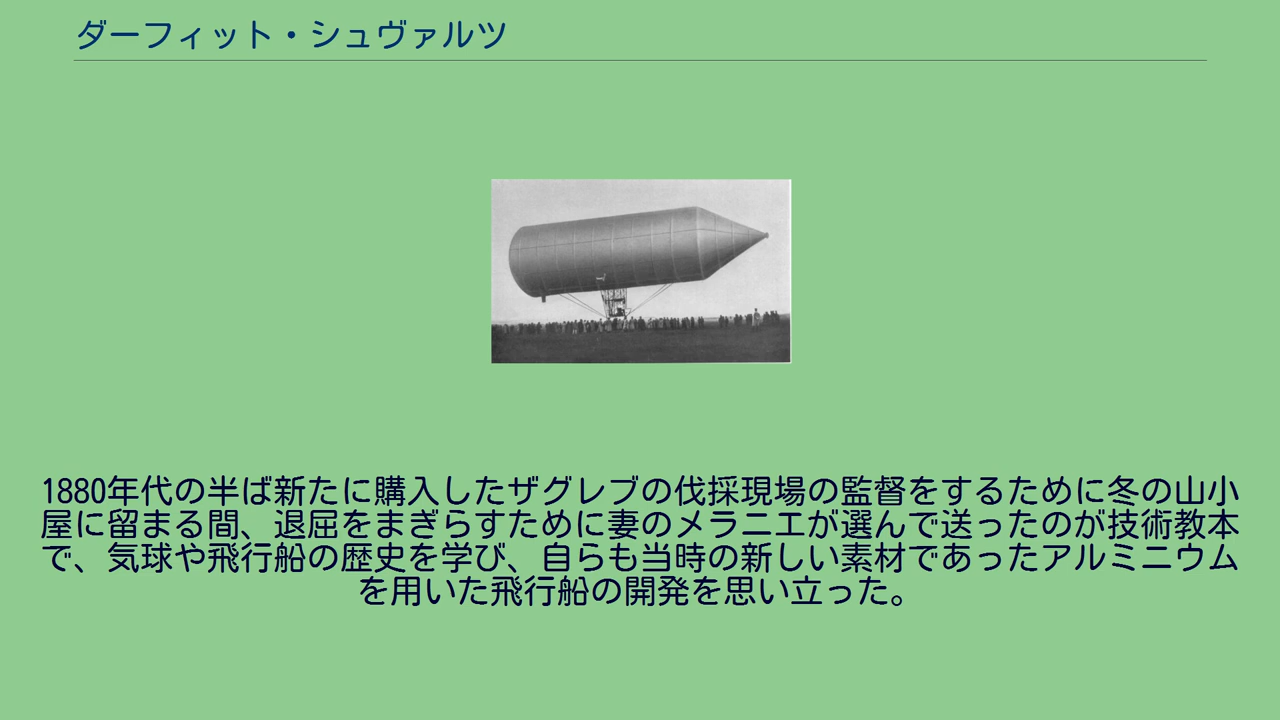 ダーフィット・シュヴァルツ
1880年代の半ば新たに購入したザグレブの伐採現場の監督をするために冬の山小
屋に留まる間、退屈をまぎらすために妻のメラニエが選んで送ったのが技術教本
で、気球や飛行船の歴史を学び、自らも当時の新しい素材であったアルミニウム
を用いた飛行船の開発を思い立った。